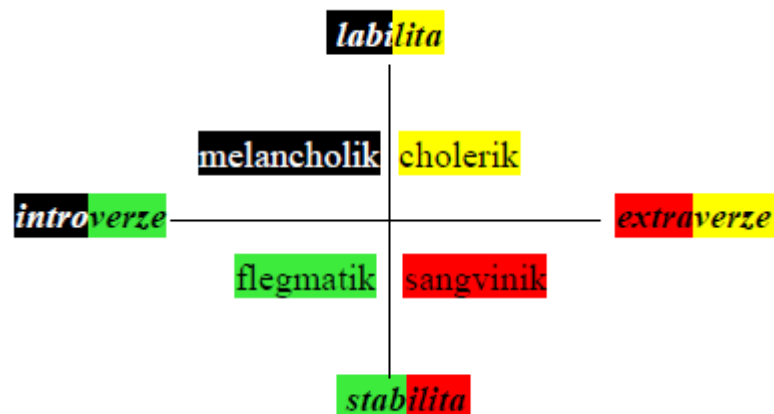 labilita
melancholik cholerik
introverze extraverze
flegmatik sangvinik
stabilita